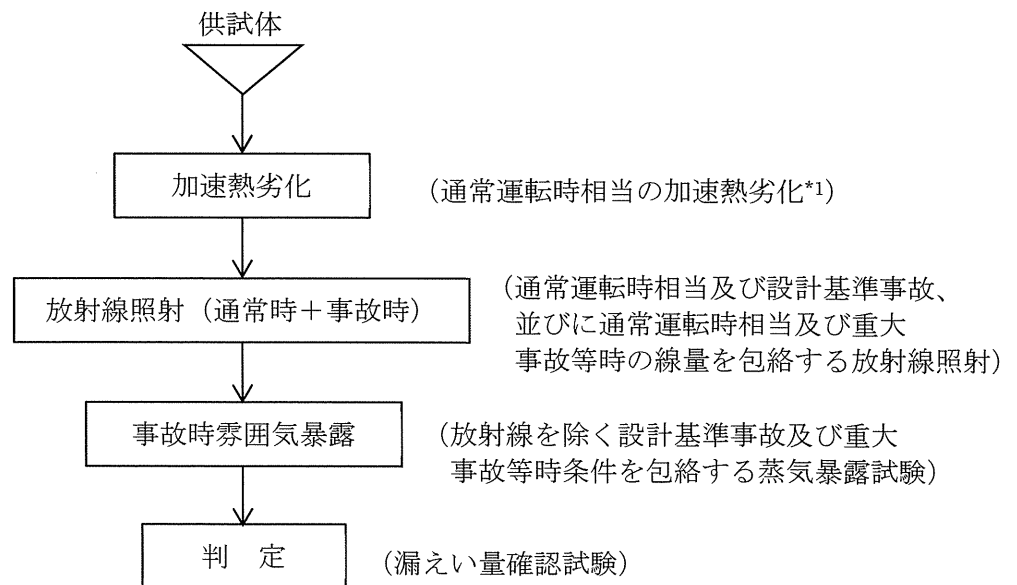 供試体
加速熱劣化
（通常運転時相当の加速熱劣化*1）
放射線照射（通常時＋事故時）
（通常運転時相当及び設計基準事故、
並びに通常運転時相当及び重大
事故等時の線量を包絡する放射線照射）
事故時雰囲気暴露
（放射線を除く設計基準事故及び重大
事故等時条件を包絡する蒸気暴露試験）
判　定
（漏えい量確認試験）